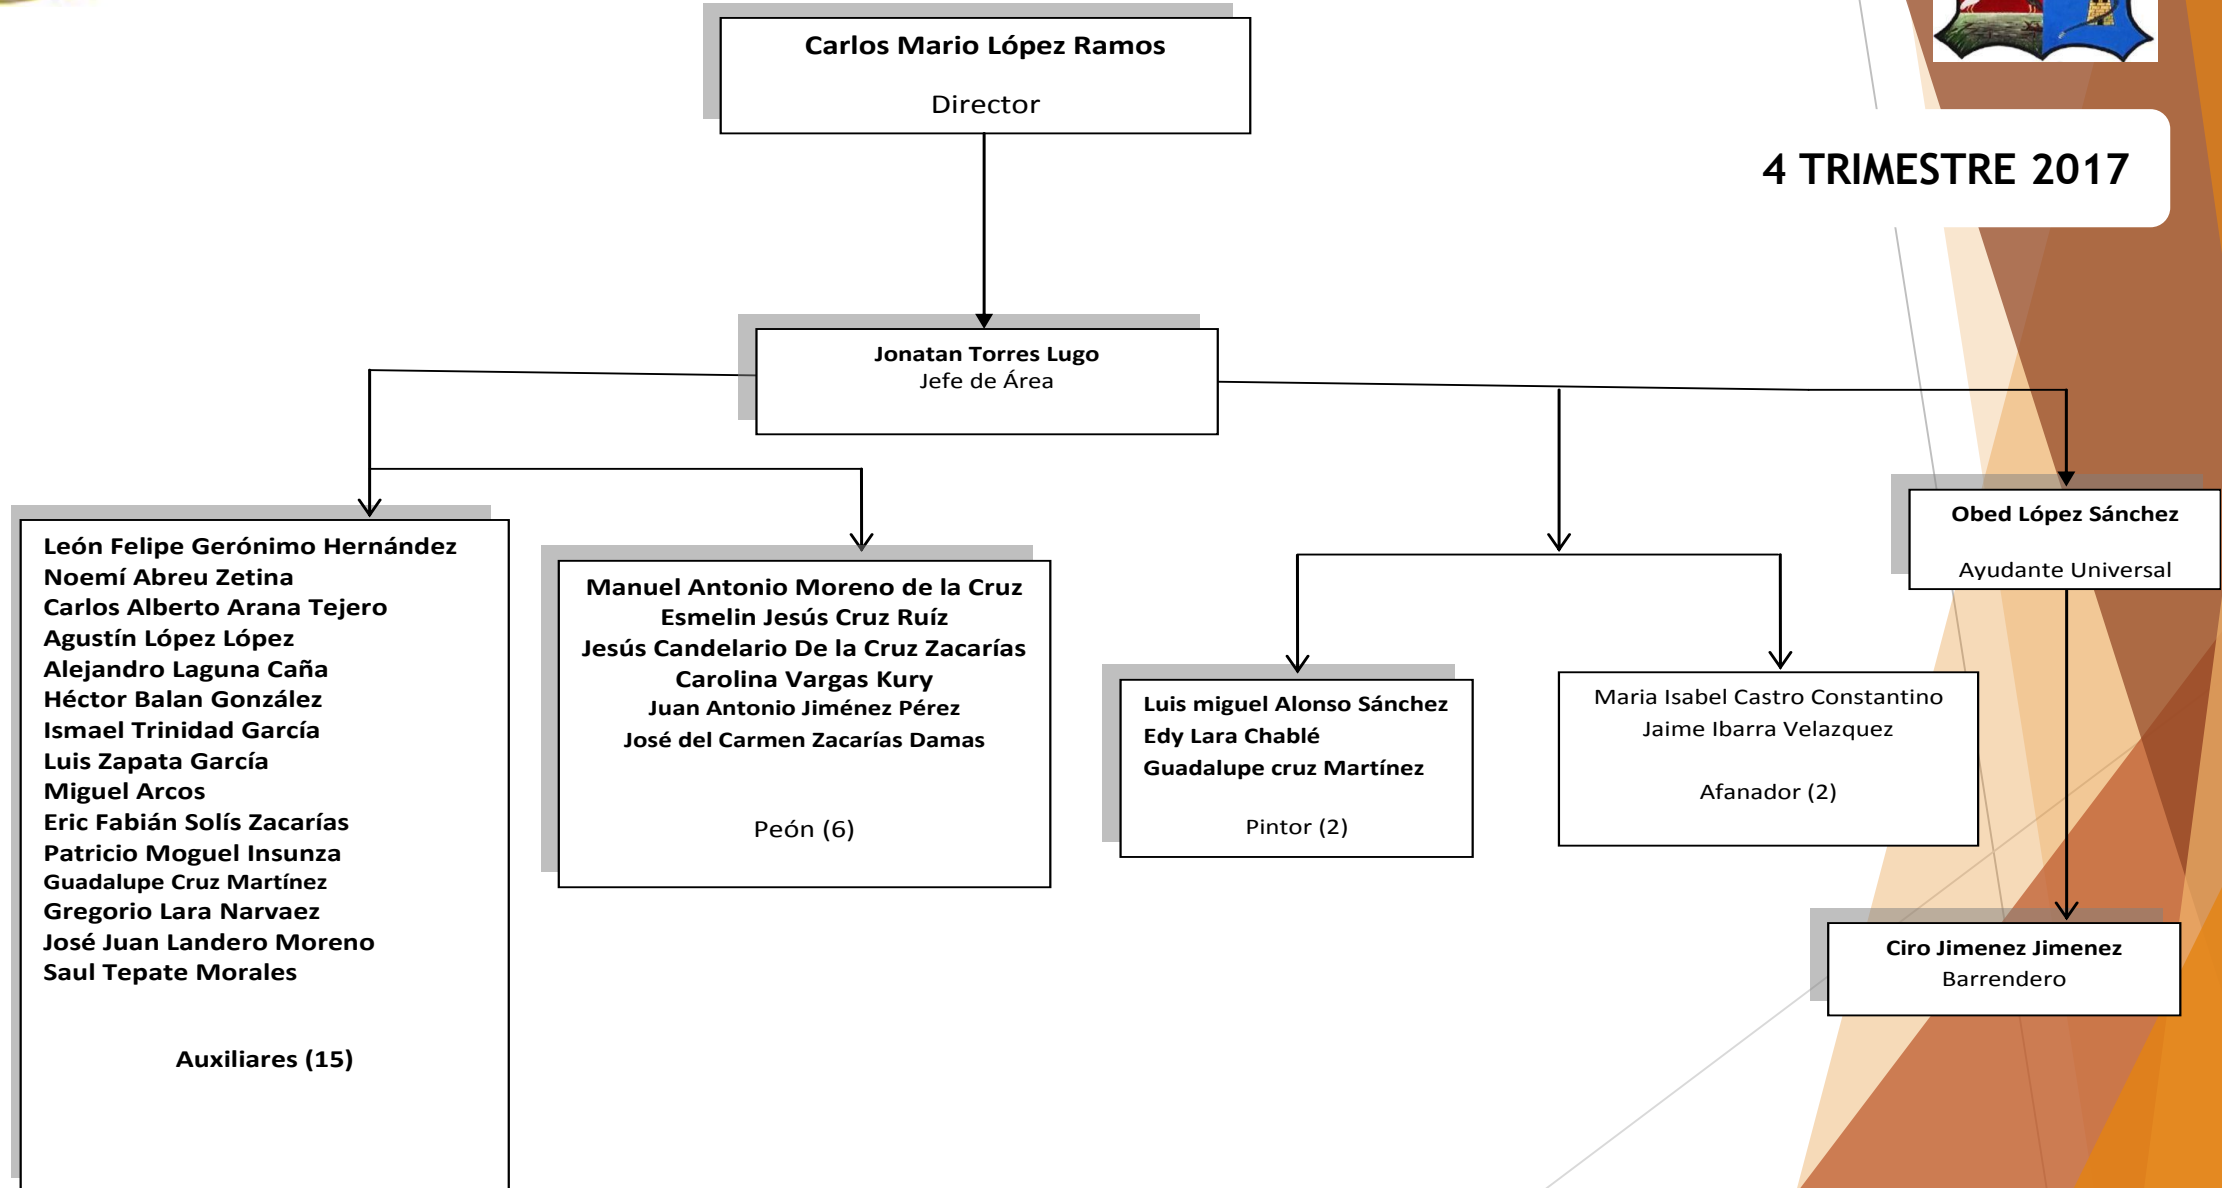 Carlos Mario López Ramos
Director
4 TRIMESTRE 2017
Jonatan Torres Lugo
Jefe de Área
León Felipe Gerónimo Hernández
Noemí Abreu Zetina
Carlos Alberto Arana Tejero
Agustín López López
Alejandro Laguna Caña
Héctor Balan González
Ismael Trinidad García
Luis Zapata García
Miguel Arcos
Eric Fabián Solís Zacarías
Patricio Moguel Insunza
Guadalupe Cruz Martínez
Gregorio Lara Narvaez
José Juan Landero Moreno
Saul Tepate Morales
Auxiliares (15)
Manuel Antonio Moreno de la Cruz
Esmelin Jesús Cruz Ruíz
Jesús Candelario De la Cruz Zacarías
Carolina Vargas Kury
Juan Antonio Jiménez Pérez
José del Carmen Zacarías Damas
Peón (6)
Luis miguel Alonso Sánchez
Edy Lara Chablé
Guadalupe cruz Martínez
Pintor (2)
Maria Isabel Castro Constantino
Jaime Ibarra Velazquez
Afanador (2)
Obed López Sánchez
Ayudante Universal
Ciro Jimenez Jimenez
Barrendero